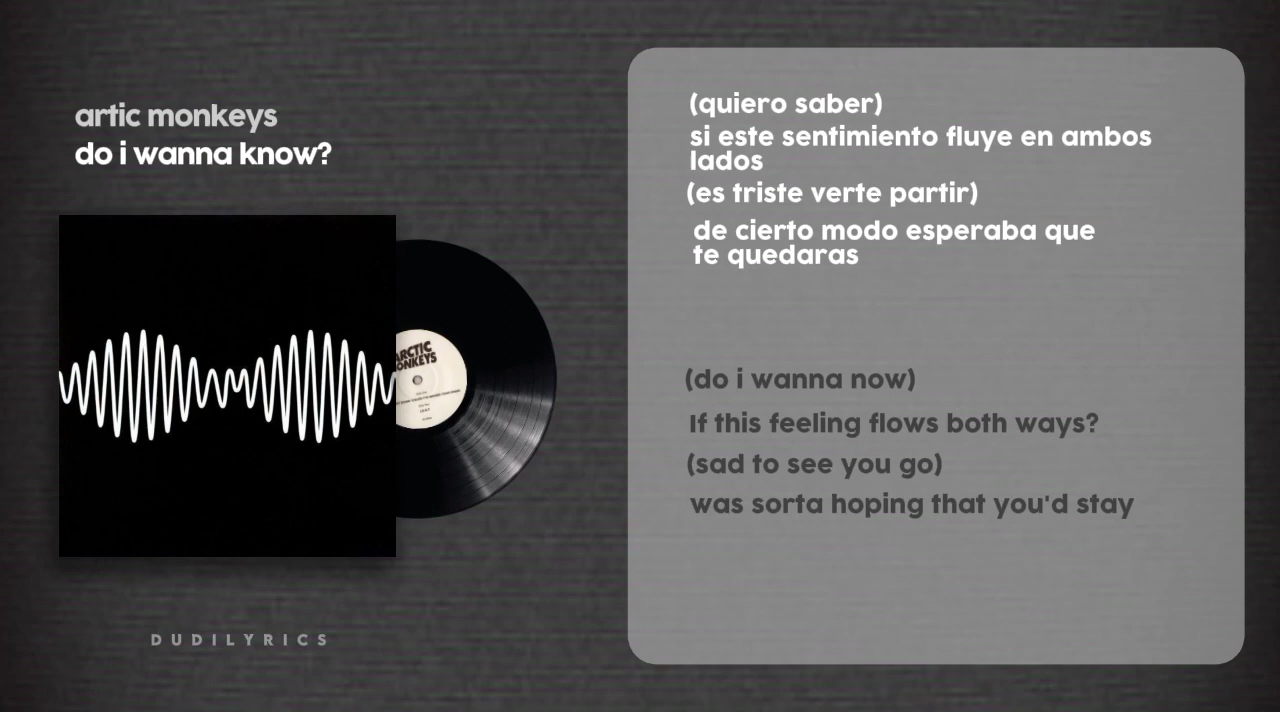 artic monkeys
do i wanna know?
ARCTIC
MONKEYS
DUDILYRICS
(quiero saber)
si este sentimiento fluye en ambos
lados
(es triste verte partir)
de cierto modo esperaba que
te quedaras
(do i wanna now)
If this feeling flows both ways?
(sad to see you go)
was sorta hoping that you'd stay